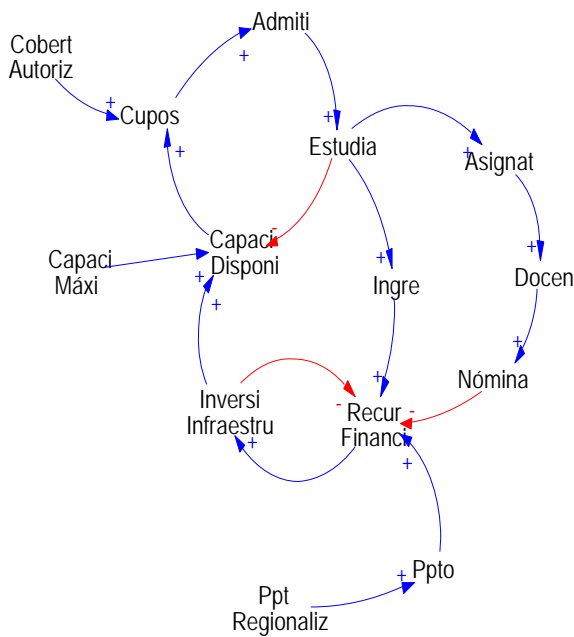 Admiti
Cobert
Autoriz
+
+
Cupos
+
Estudia
+
+
Asignat
-
Capaci
Disponi
Capaci
Máxi
+
+
+
Ingre
+
Docen
+
Nómina
+
Inversi
Infraestru
-
Recur
Financi
-
+
+
Ppto
+
Ppt
Regionaliz